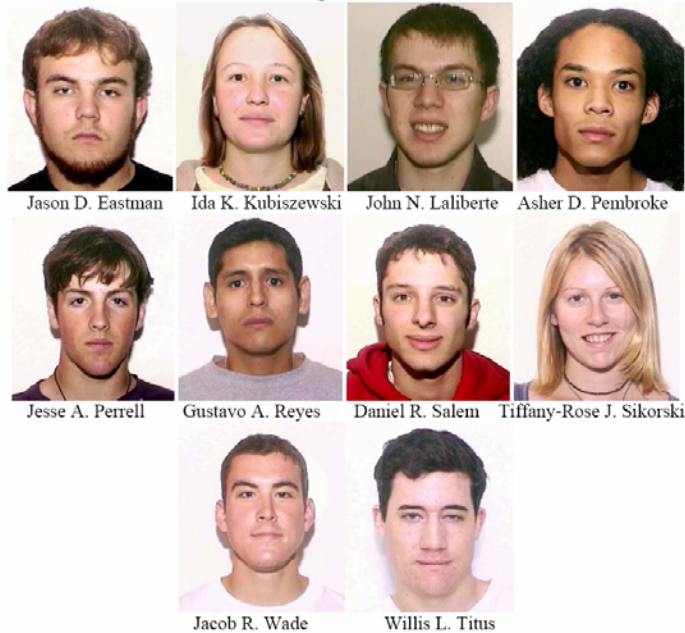 Jason D. Eastman
Ida K. Kubiszewski
John N. Laliberte
Asher D. Pembroke
Jesse A. Perrell
Gustavo A. Reyes
Daniel R. Salem
Tiffany-Rose J. Sikorski
Jacob R. Wade
Willis L. Titus